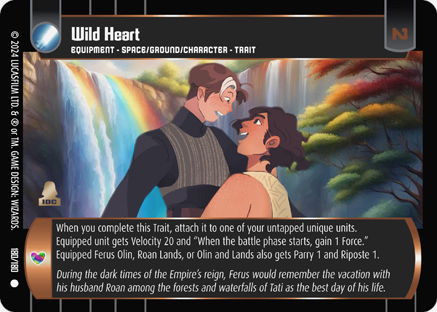 Wild Heart
EQUIPMENT - SPACE/GROUND/CHARACTER - TRAIT
N
© 2024 LUCASFILM LTD. & ® OR TM. GAME DESIGN: WIZARDS.
IDC
When you complete this Trait, attach it to one of your untapped unique units.
Equipped unit gets Velocity 20 and “When the battle phase starts, gain 1 Force.”
Equipped Ferus Olin, Roan Lands, or Olin and Lands also gets Parry 1 and Riposte 1.
During the dark times of the Empire's reign, Ferus would remember the vacation with
his husband Roan among the forests and waterfalls of Tati as the best day of his life.
180/180